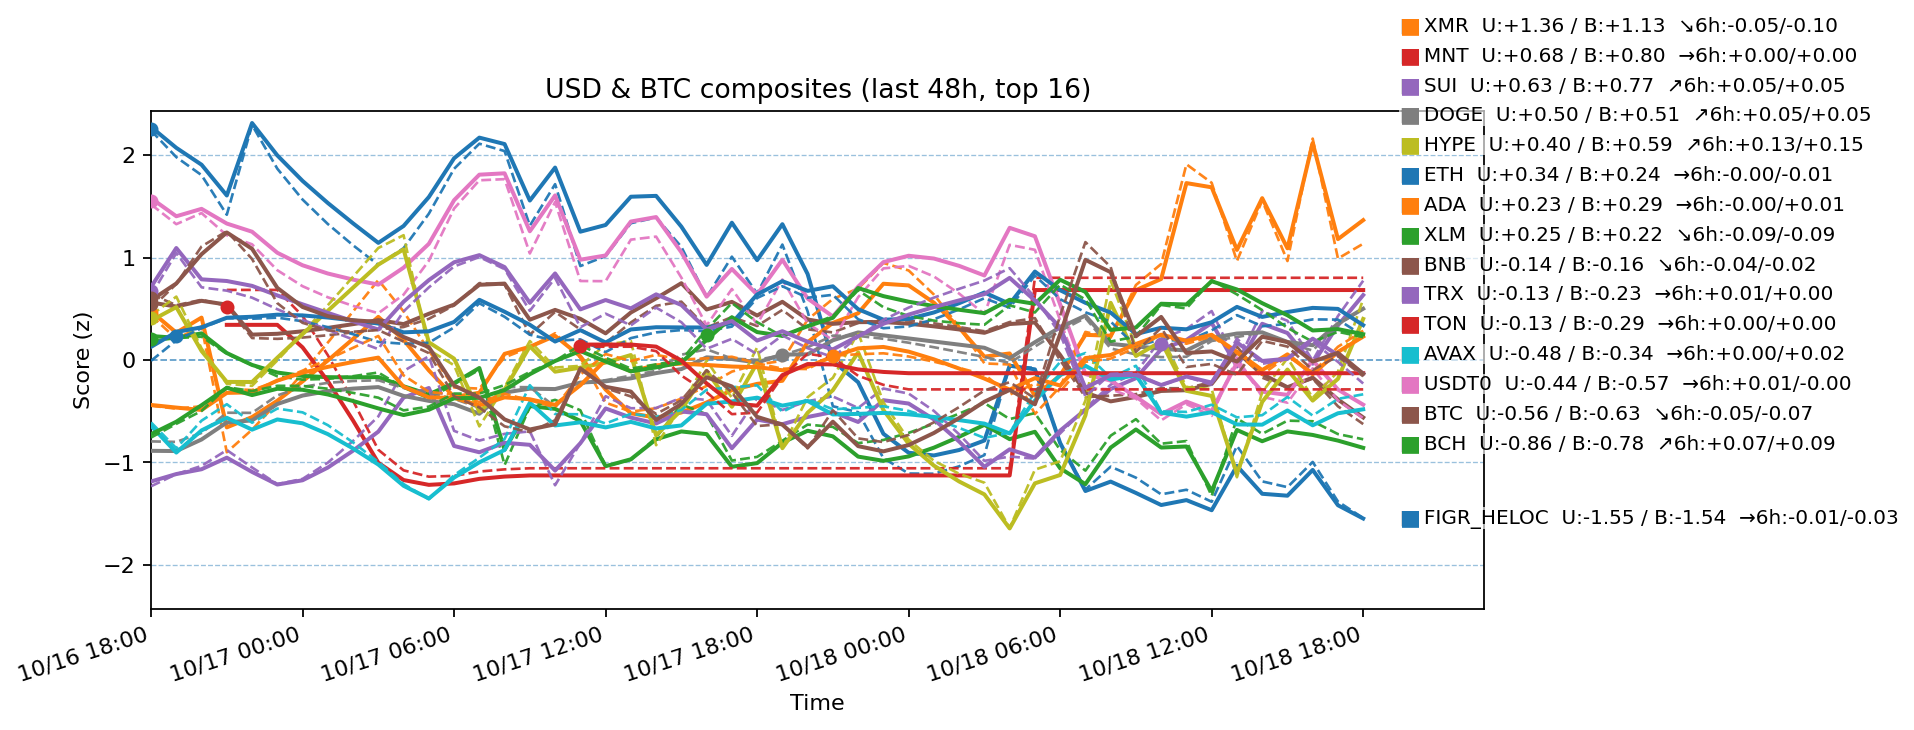 XMR  U:+1.36 / B:+1.13  ↘6h:-0.05/-0.10
MNT  U:+0.68 / B:+0.80  →6h:+0.00/+0.00
USD & BTC composites (last 48h, top 16)
SUI  U:+0.63 / B:+0.77  ↗6h:+0.05/+0.05
DOGE  U:+0.50 / B:+0.51  ↗6h:+0.05/+0.05
HYPE  U:+0.40 / B:+0.59  ↗6h:+0.13/+0.15
ETH  U:+0.34 / B:+0.24  →6h:-0.00/-0.01
ADA  U:+0.23 / B:+0.29  →6h:-0.00/+0.01
XLM  U:+0.25 / B:+0.22  ↘6h:-0.09/-0.09
BNB  U:-0.14 / B:-0.16  ↘6h:-0.04/-0.02
TRX  U:-0.13 / B:-0.23  →6h:+0.01/+0.00
TON  U:-0.13 / B:-0.29  →6h:+0.00/+0.00
AVAX  U:-0.48 / B:-0.34  →6h:+0.00/+0.02
USDT0  U:-0.44 / B:-0.57  →6h:+0.01/-0.00
BTC  U:-0.56 / B:-0.63  ↘6h:-0.05/-0.07
BCH  U:-0.86 / B:-0.78  ↗6h:+0.07/+0.09
FIGR_HELOC  U:-1.55 / B:-1.54  →6h:-0.01/-0.03
Score (z)
2
1
0
−1
−2
10/16 18:00
10/17 00:00
10/17 06:00
10/17 12:00
10/17 18:00
10/18 00:00
10/18 06:00
10/18 12:00
10/18 18:00
Time